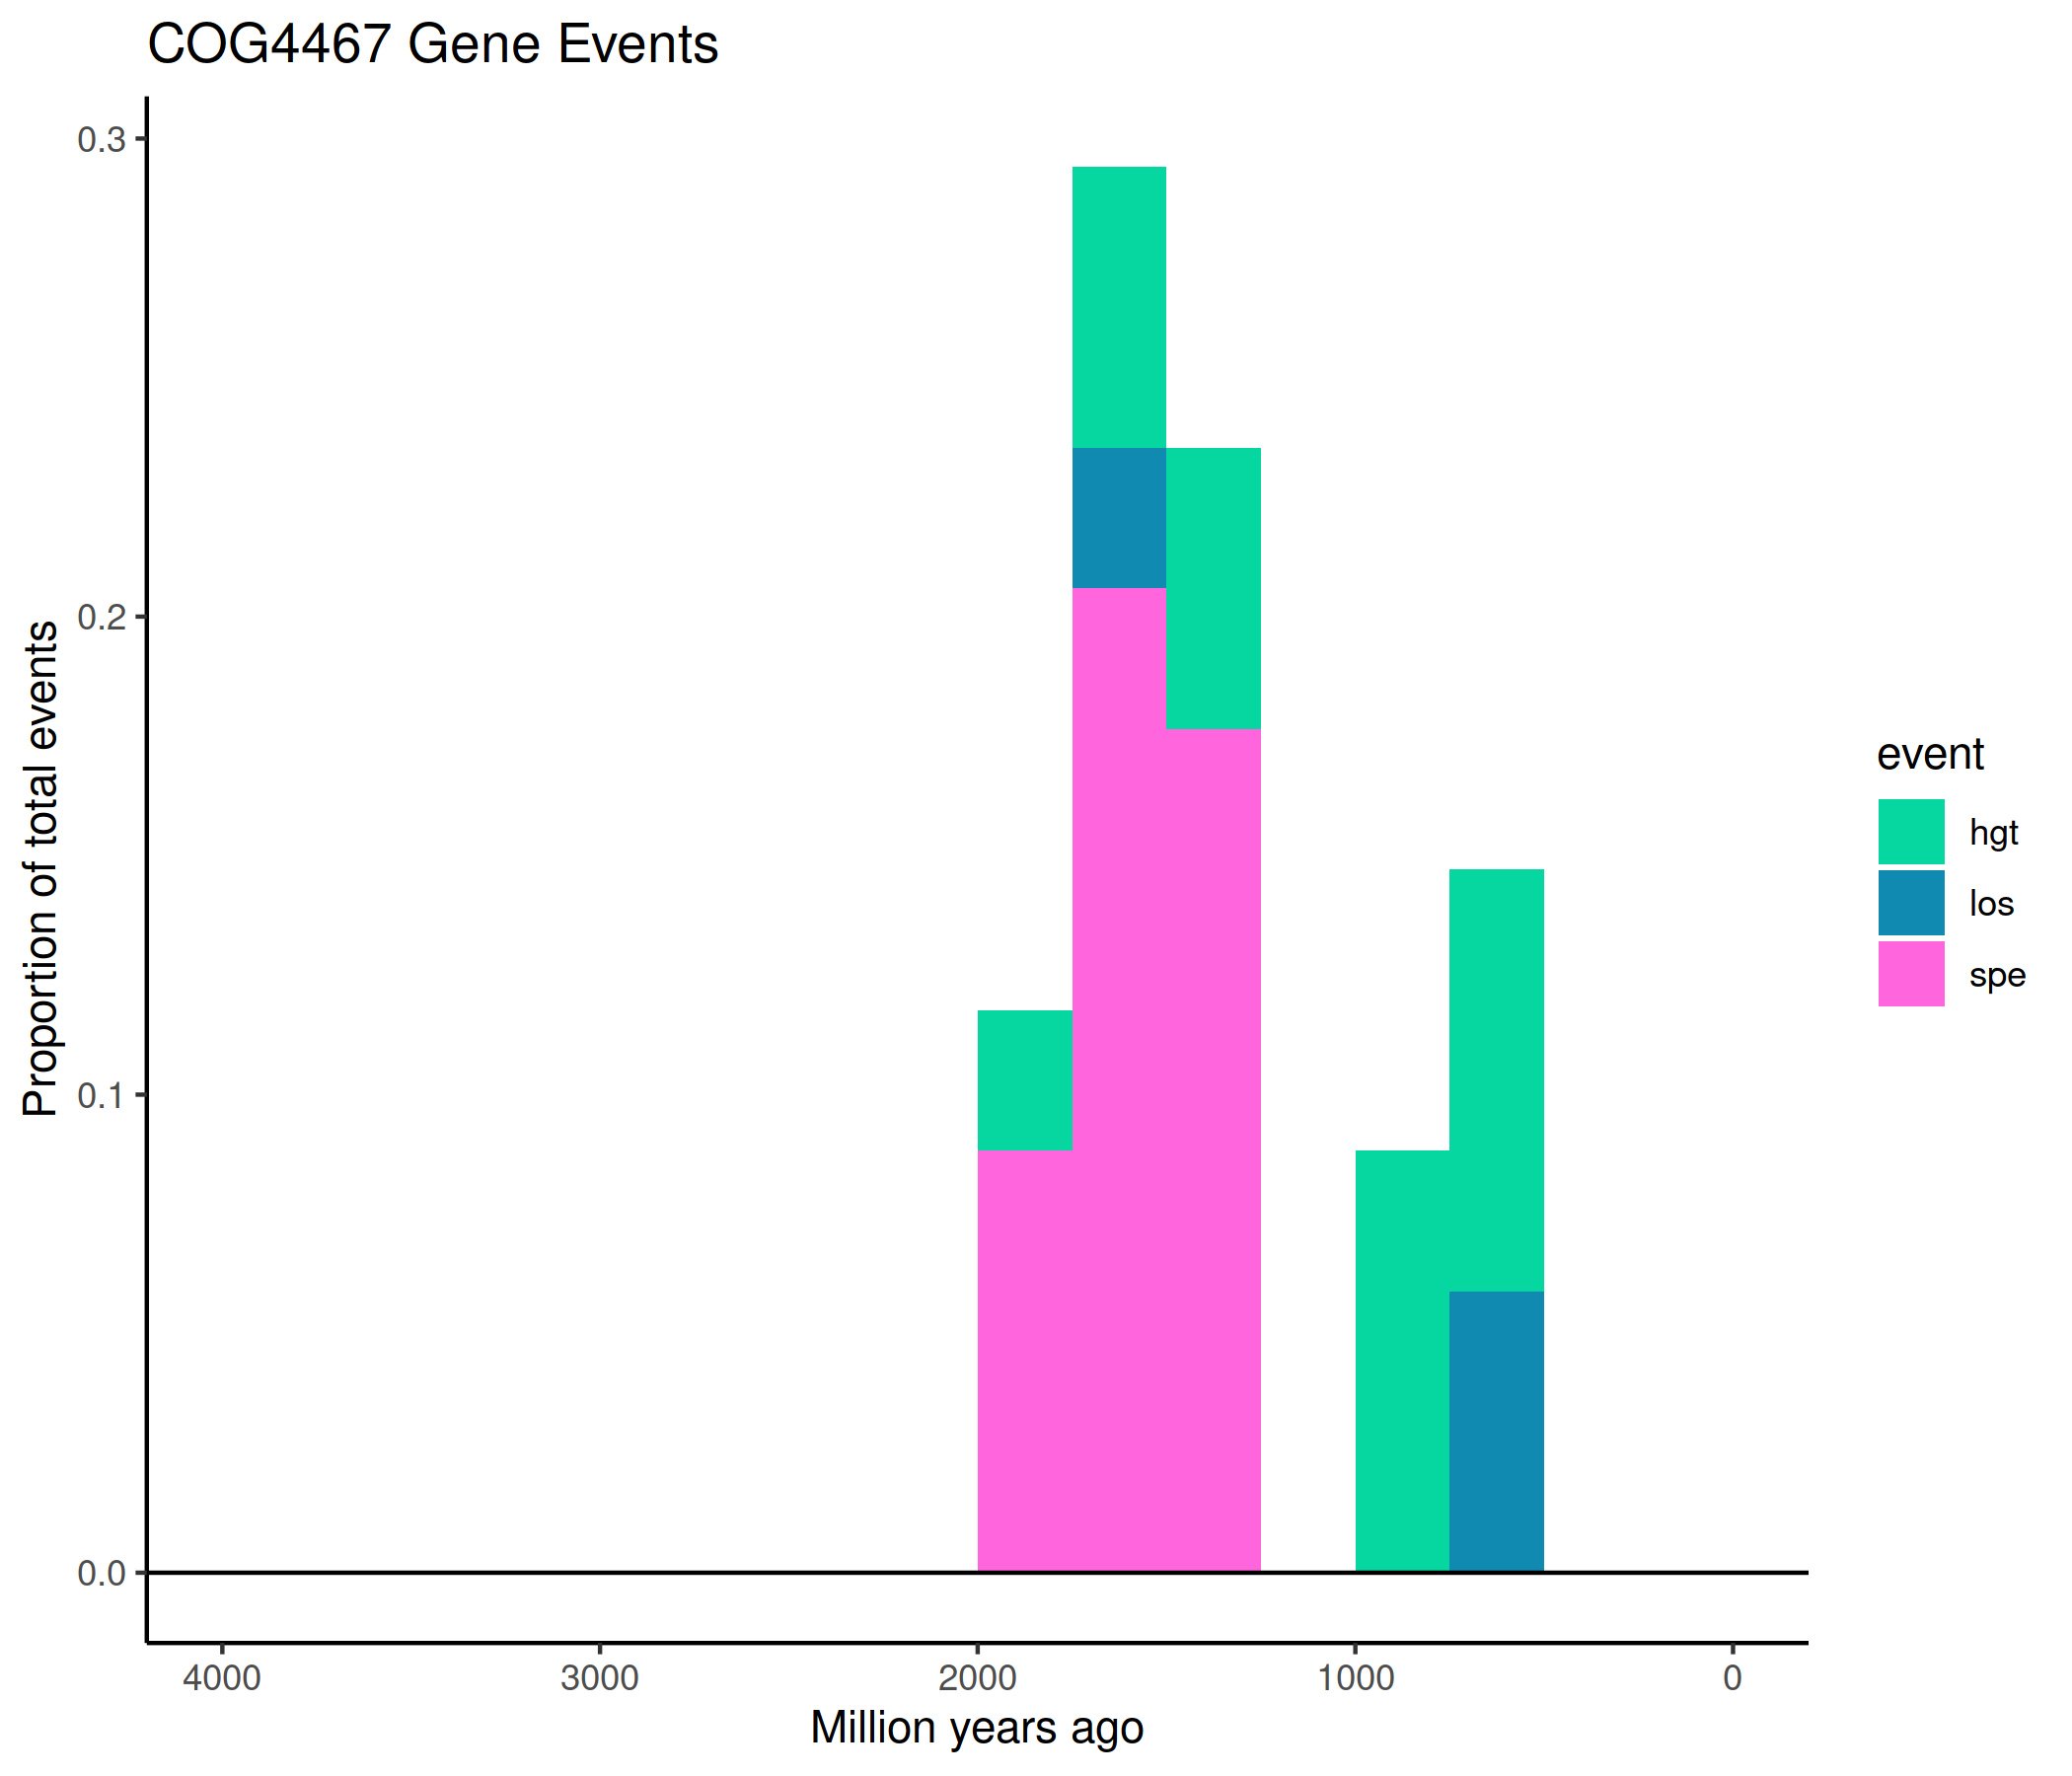 COG4467 Gene Events
0.3
0.2
0.1
0.0
Proportion of total events
4000 3000 2000 1000 0
Million years ago
event
hgt
los
spe